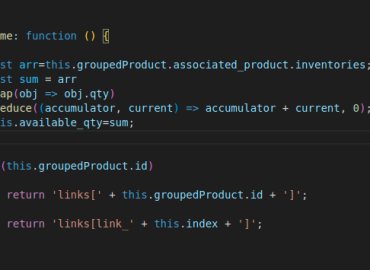 me: function () {
st arr=this.groupedProduct.associated_product.inventories;
st sum = arr
ap(obj => obj.qty)
educe((accumulator, current) => accumulator + current, 0);
is.available_qty=sum;
(this.groupedProduct.id)
return 'links[' + this.groupedProduct.id + ']';
return 'links[link_' + this.index + ']';